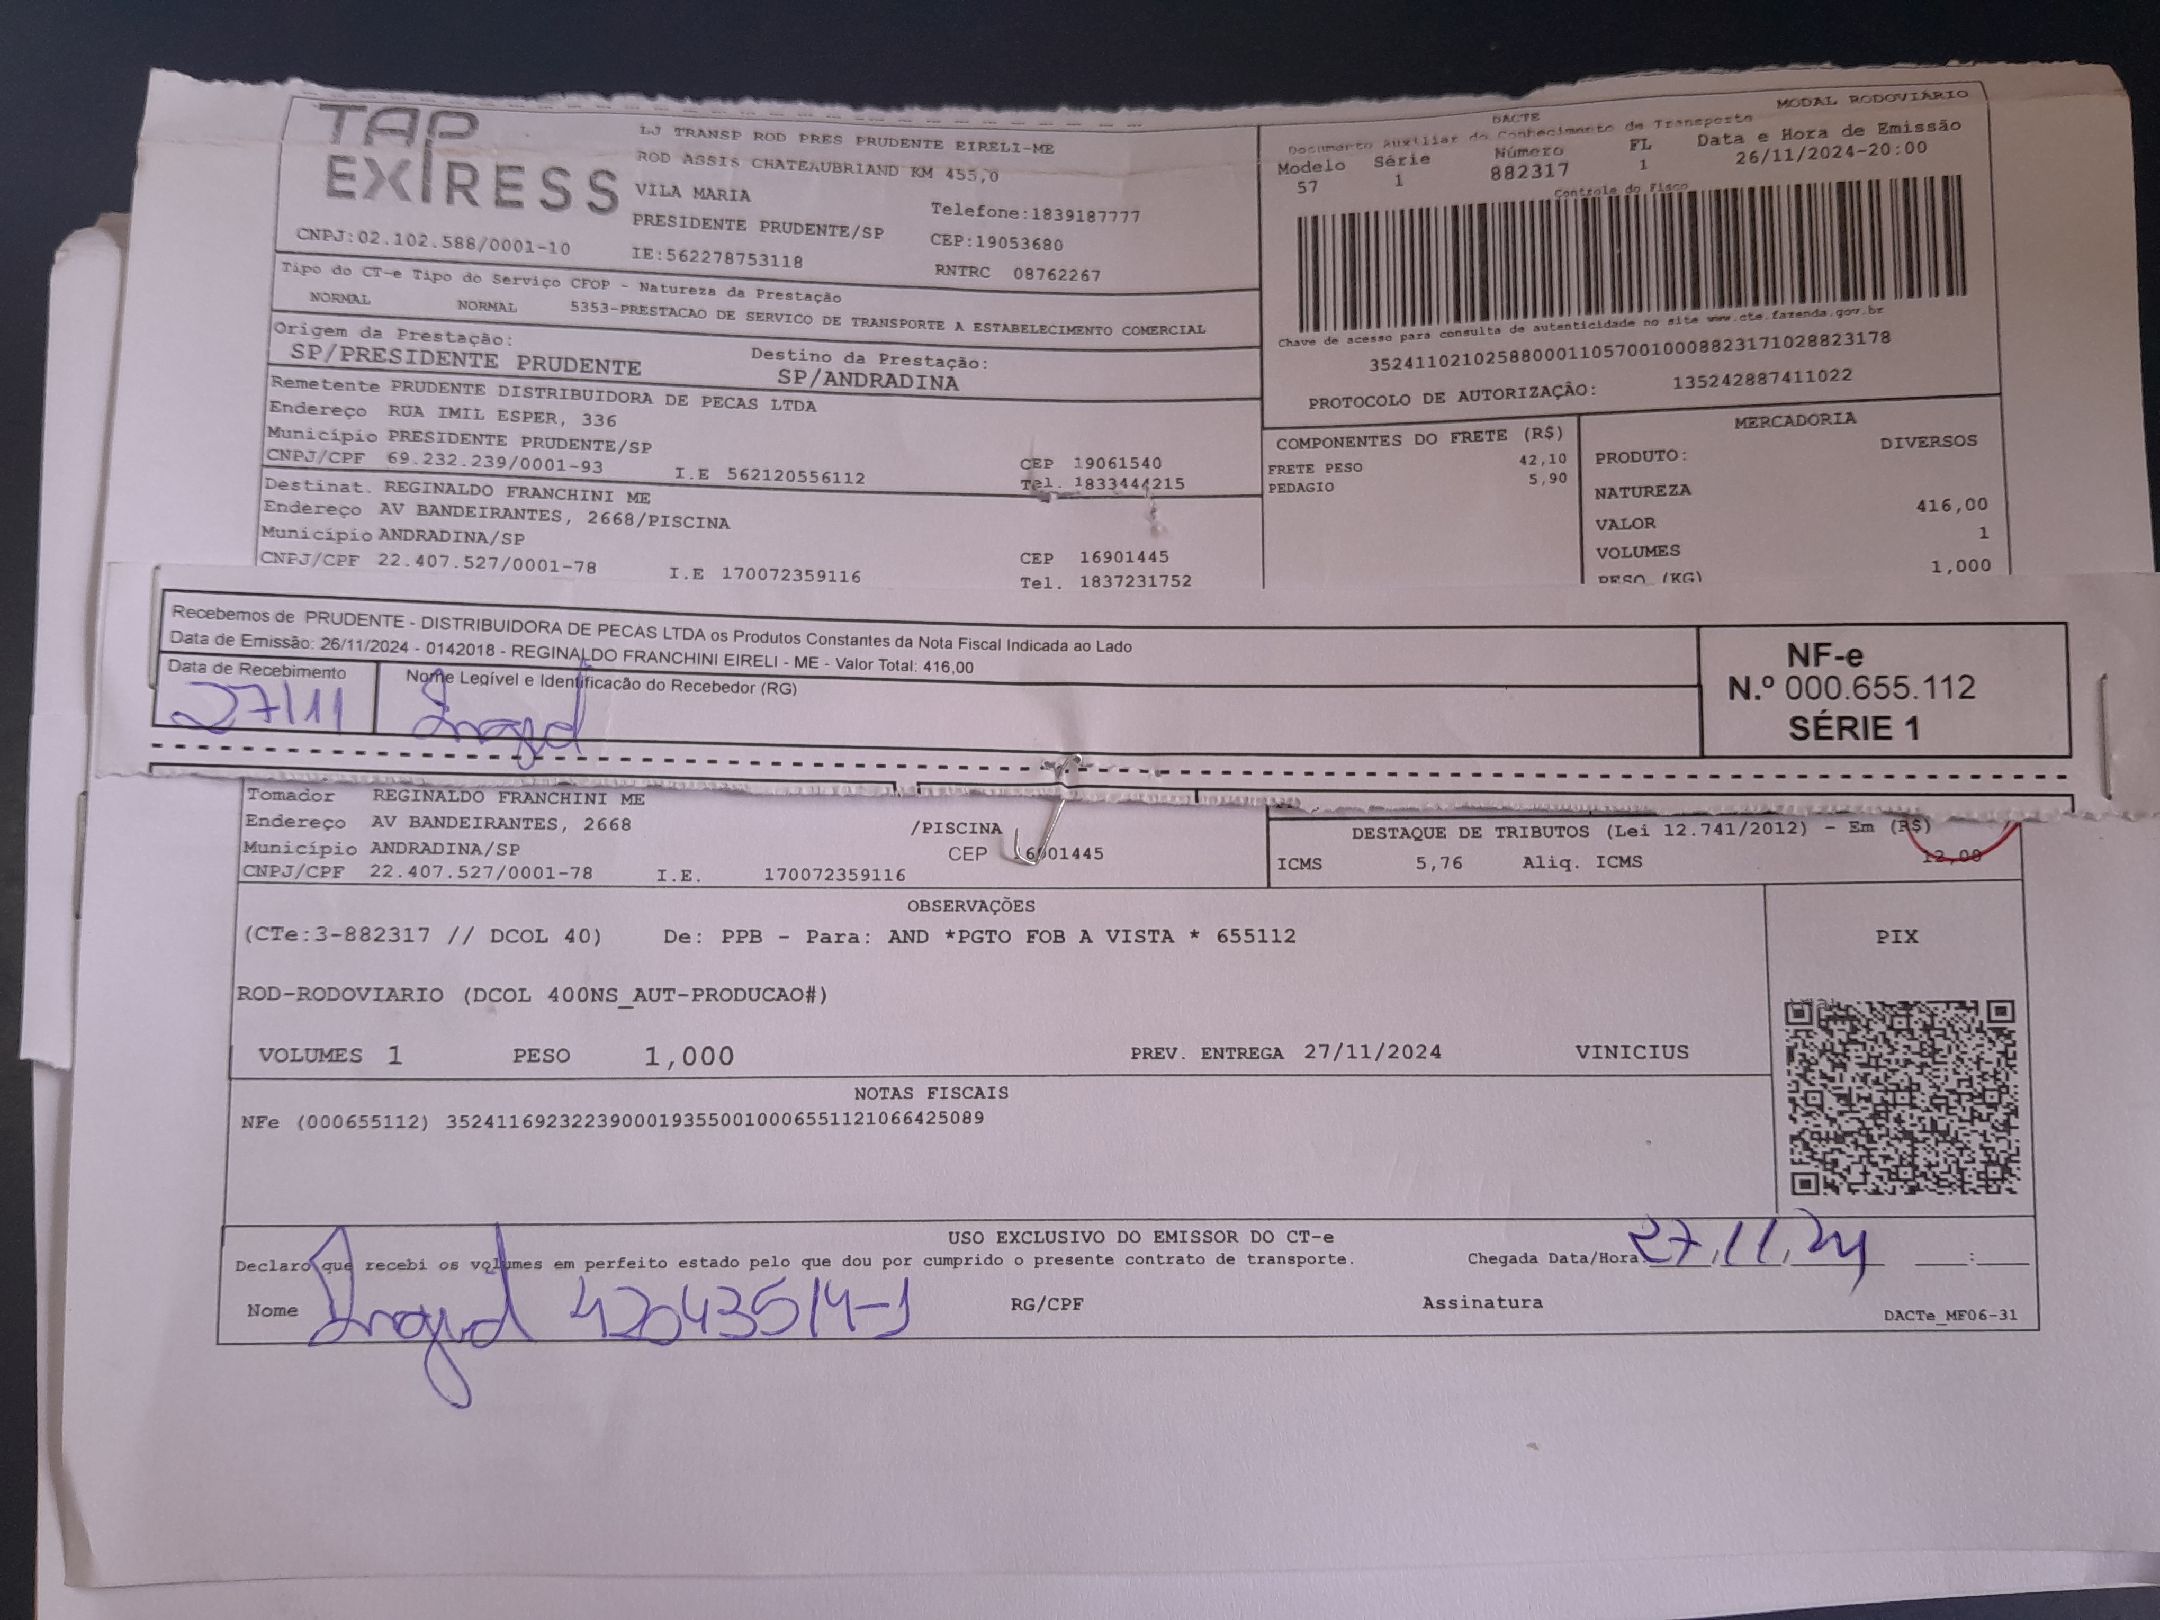 TAP
EXPRESS
LJ TRANSP ROD PRES PRUDENTE EIRELI-ME
ROD ASSIS CHATEAUBRIAND KM 455,0
VILA MARIA
Telefone:1839187777
PRESIDENTE PRUDENTE/SP
CEP:19053680
CNPJ:02.102.588/0001-10
IE:562278753118
RNTRC 08762267
DACTE
MODAL RODOVIÁRIO
Documento Auxiliar do Conhecimento de Transporte
Modelo Série Número FL Data e Hora de Emissão
57 1 882317 1 26/11/2024-20:00
Controle do Fisco
Chave de acesso para consulta de autenticidade no site www.cte.fazenda.gov.br
35241102102588000110570010008823171028823178
PROTOCOLO DE AUTORIZAÇÃO: 135242887411022
Tipo do CT-e Tipo do Serviço CFOP - Natureza da Prestação
NORMAL NORMAL 5353-PRESTACAO DE SERVICO DE TRANSPORTE A ESTABELECIMENTO COMERCIAL
Origem da Prestação: Destino da Prestação:
SP/PRESIDENTE PRUDENTE SP/ANDRADINA
Remetente PRUDENTE DISTRIBUIDORA DE PECAS LTDA
Endereço RUA IMIL ESPER, 336
Município PRESIDENTE PRUDENTE/SP CEP 19061540
CNPJ/CPF 69.232.239/0001-93 I.E 562120556112 Tel. 1833444215
Destinat. REGINALDO FRANCHINI ME
Endereço AV BANDEIRANTES, 2668/PISCINA
Município ANDRADINA/SP CEP 16901445
CNPJ/CPF 22.407.527/0001-78 I.E 170072359116 Tel. 1837231752
COMPONENTES DO FRETE (R$)
FRETE PESO 42,10
PEDAGIO 5,90
MERCADORIA
PRODUTO: DIVERSOS
NATUREZA
VALOR 416,00
VOLUMES 1
PESO (KG) 1,000
Recebemos de PRUDENTE - DISTRIBUIDORA DE PECAS LTDA os Produtos Constantes da Nota Fiscal Indicada ao Lado
Data de Emissão: 26/11/2024 - 0142018 - REGINALDO FRANCHINI EIRELI - ME - Valor Total: 416,00
Data de Recebimento Nome Legível e Identificação do Recebedor (RG)
27/11
NF-e
N.º 000.655.112
SÉRIE 1
Tomador REGINALDO FRANCHINI ME
Endereço AV BANDEIRANTES, 2668 /PISCINA
Município ANDRADINA/SP CEP 16901445
CNPJ/CPF 22.407.527/0001-78 I.E. 170072359116
DESTAQUE DE TRIBUTOS (Lei 12.741/2012) - Em (R$)
ICMS 5,76 Aliq. ICMS 12,00
OBSERVAÇÕES
(CTe:3-882317 // DCOL 40) De: PPB - Para: AND *PGTO FOB A VISTA * 655112
PIX
ROD-RODOVIARIO (DCOL 400NS_AUT-PRODUCAO#)
VOLUMES 1 PESO 1,000 PREV. ENTREGA 27/11/2024 VINICIUS
NOTAS FISCAIS
NFe (000655112) 35241169232239000193550010006551121066425089
USO EXCLUSIVO DO EMISSOR DO CT-e
Declaro que recebi os volumes em perfeito estado pelo que dou por cumprido o presente contrato de transporte. Chegada Data/Hora 27/11/24 :
Nome RG/CPF Assinatura
DACTe_MF06-31